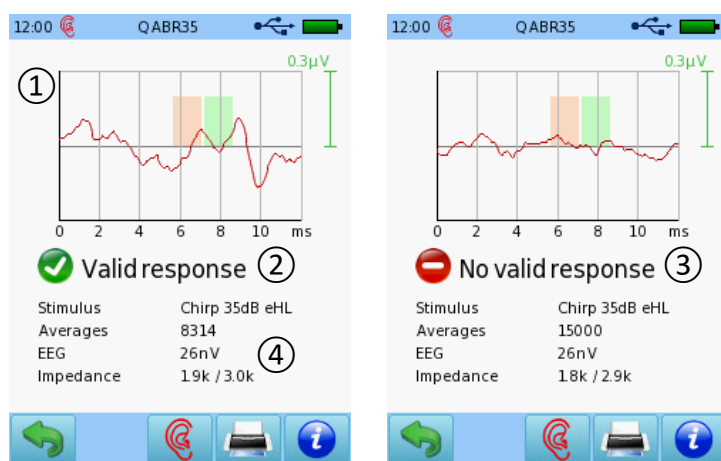 12:00 QABR35
0.3µV
①
0 2 4 6 8 10 ms
Valid response ②
Stimulus Chirp 35dB eHL
Averages 8314
EEG 26nV ④
Impedance 1.9k / 3.0k
12:00 QABR35
0.3µV
0 2 4 6 8 10 ms
No valid response ③
Stimulus Chirp 35dB eHL
Averages 15000
EEG 26nV
Impedance 1.8k / 2.9k